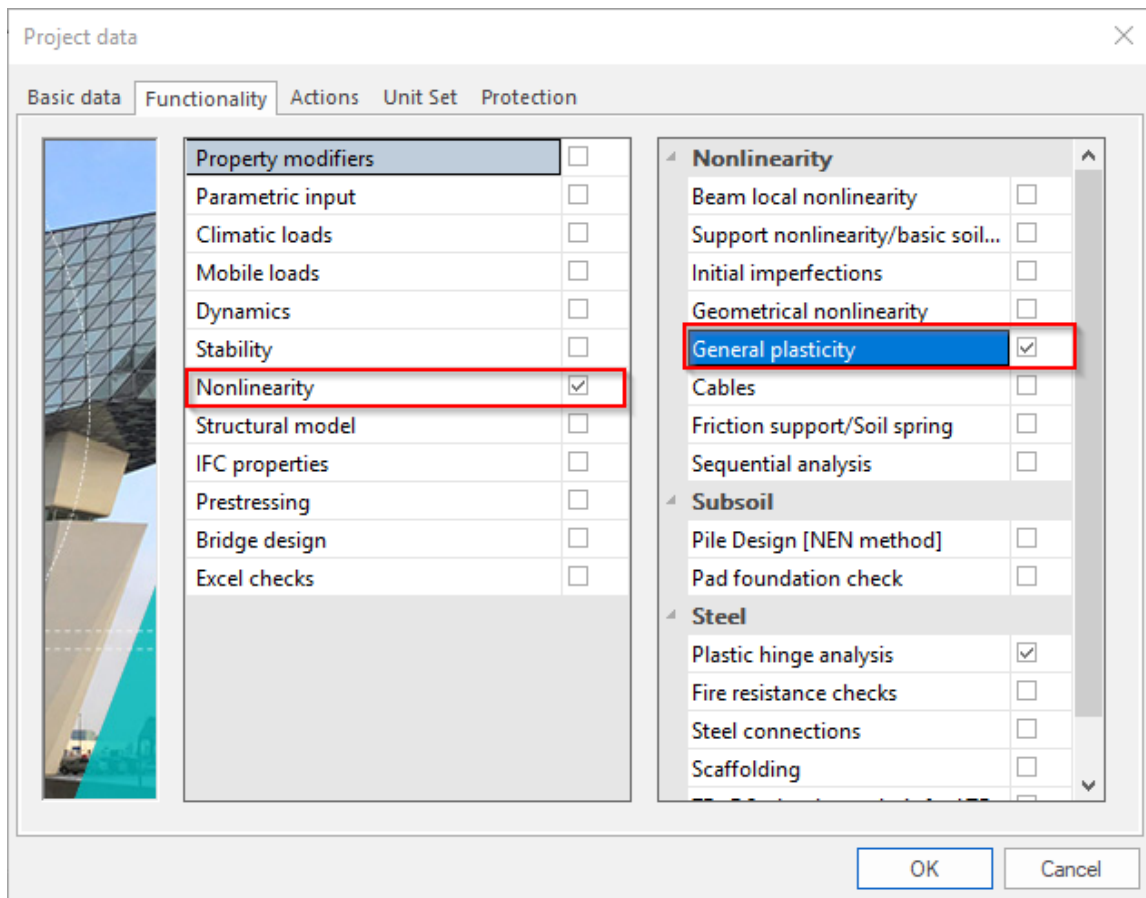 Project data
Basic data Functionality Actions Unit Set Protection
Property modifiers
Parametric input
Climatic loads
Mobile loads
Dynamics
Stability
Nonlinearity
Structural model
IFC properties
Prestressing
Bridge design
Excel checks
Nonlinearity
Beam local nonlinearity
Support nonlinearity/basic soil...
Initial imperfections
Geometrical nonlinearity
General plasticity
Cables
Friction support/Soil spring
Sequential analysis
Subsoil
Pile Design [NEN method]
Pad foundation check
Steel
Plastic hinge analysis
Fire resistance checks
Steel connections
Scaffolding
OK Cancel